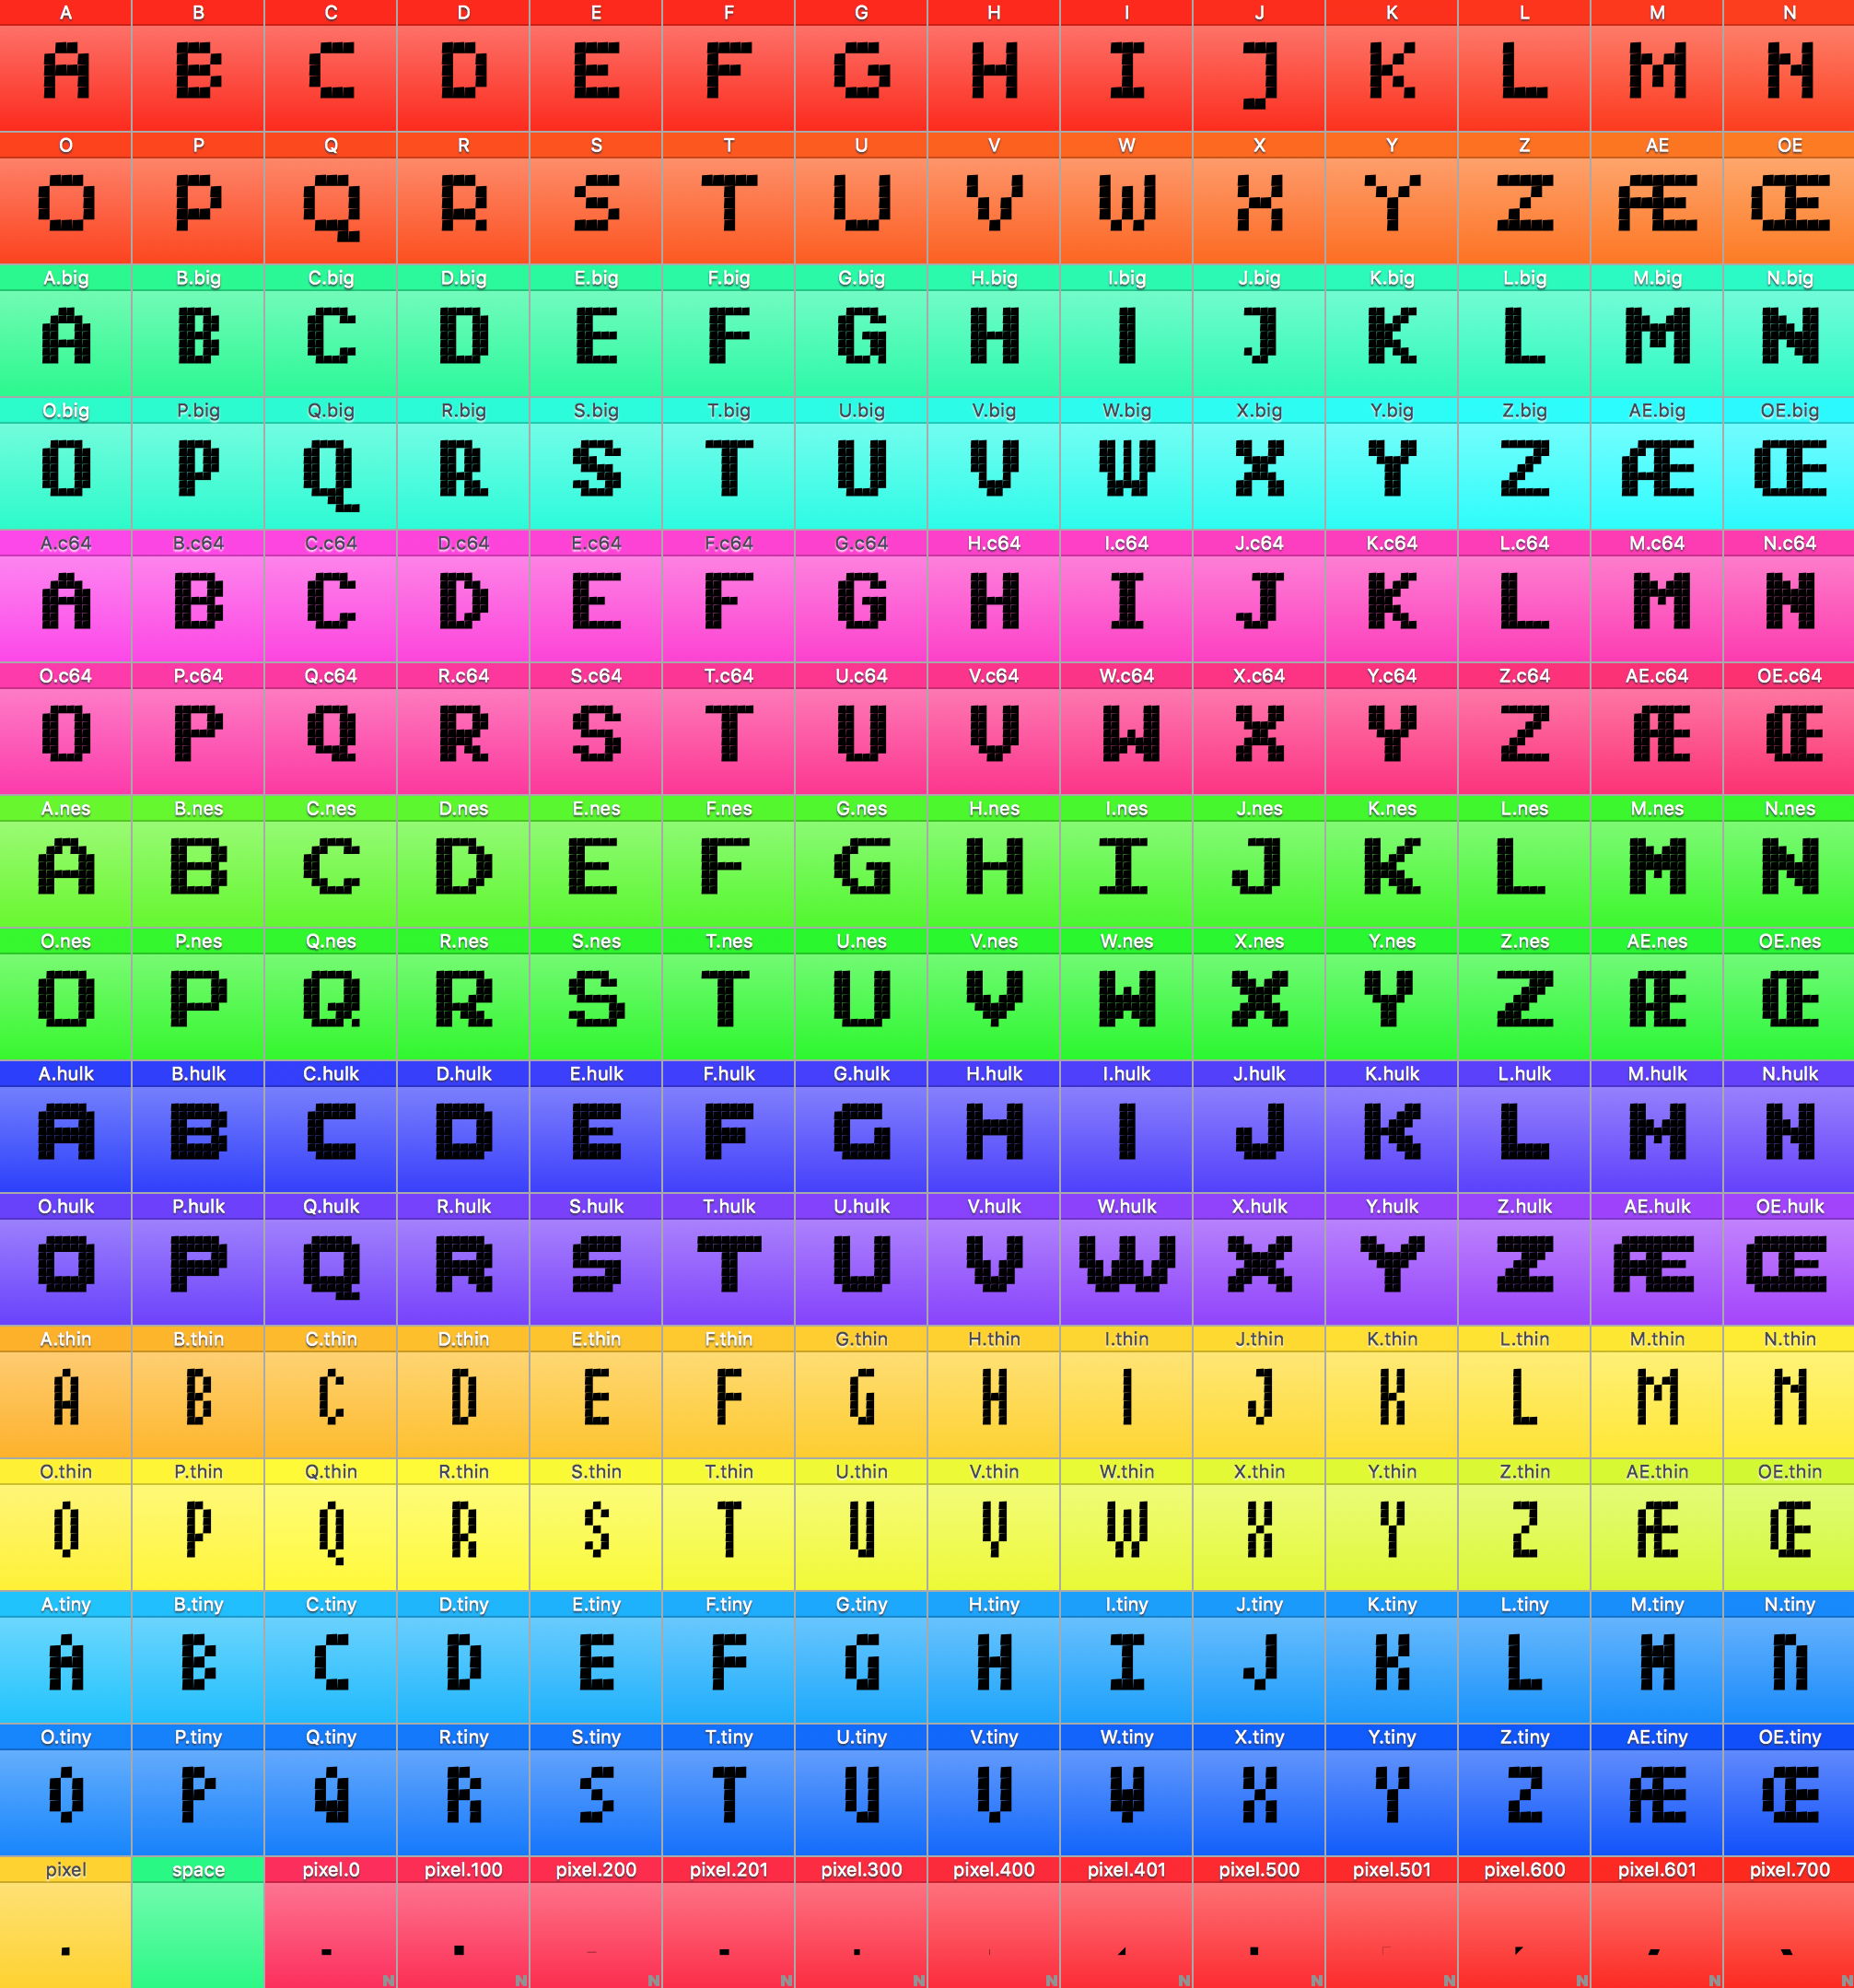 A B C D E F G H I J K L M N
A B C D E F G H I J K L M N
O P Q R S T U V W X Y Z AE OE
O P Q R S T U V W X Y Z Æ Œ
A.big B.big C.big D.big E.big F.big G.big H.big I.big J.big K.big L.big M.big N.big
A B C D E F G H I J K L M N
O.big P.big Q.big R.big S.big T.big U.big V.big W.big X.big Y.big Z.big AE.big OE.big
O P Q R S T U V W X Y Z Æ Œ
A.c64 B.c64 C.c64 D.c64 E.c64 F.c64 G.c64 H.c64 I.c64 J.c64 K.c64 L.c64 M.c64 N.c64
A B C D E F G H I J K L M N
O.c64 P.c64 Q.c64 R.c64 S.c64 T.c64 U.c64 V.c64 W.c64 X.c64 Y.c64 Z.c64 AE.c64 OE.c64
O P Q R S T U V W X Y Z Æ Œ
A.nes B.nes C.nes D.nes E.nes F.nes G.nes H.nes I.nes J.nes K.nes L.nes M.nes N.nes
A B C D E F G H I J K L M N
O.nes P.nes Q.nes R.nes S.nes T.nes U.nes V.nes W.nes X.nes Y.nes Z.nes AE.nes OE.nes
O P Q R S T U V W X Y Z Æ Œ
A.hulk B.hulk C.hulk D.hulk E.hulk F.hulk G.hulk H.hulk I.hulk J.hulk K.hulk L.hulk M.hulk N.hulk
A B C D E F G H I J K L M N
O.hulk P.hulk Q.hulk R.hulk S.hulk T.hulk U.hulk V.hulk W.hulk X.hulk Y.hulk Z.hulk AE.hulk OE.hulk
O P Q R S T U V W X Y Z Æ Œ
A.thin B.thin C.thin D.thin E.thin F.thin G.thin H.thin I.thin J.thin K.thin L.thin M.thin N.thin
A B C D E F G H I J K L M N
O.thin P.thin Q.thin R.thin S.thin T.thin U.thin V.thin W.thin X.thin Y.thin Z.thin AE.thin OE.thin
O P Q R S T U V W X Y Z Æ Œ
A.tiny B.tiny C.tiny D.tiny E.tiny F.tiny G.tiny H.tiny I.tiny J.tiny K.tiny L.tiny M.tiny N.tiny
A B C D E F G H I J K L M N
O.tiny P.tiny Q.tiny R.tiny S.tiny T.tiny U.tiny V.tiny W.tiny X.tiny Y.tiny Z.tiny AE.tiny OE.tiny
O P Q R S T U V W X Y Z Æ Œ
pixel space pixel.0 pixel.100 pixel.200 pixel.201 pixel.300 pixel.400 pixel.401 pixel.500 pixel.501 pixel.600 pixel.601 pixel.700
N N N N N N N N N N N N